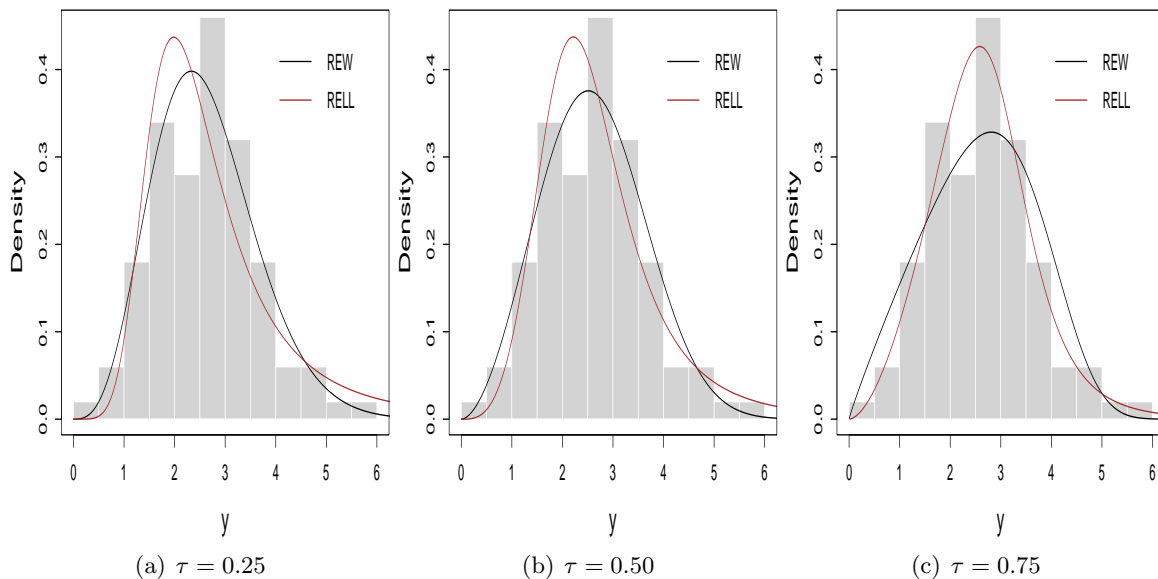 0.4
0.3
0.2
0.1
0.0
Density
REW
RELL
0 1 2 3 4 5 6
y
(a) τ = 0.25
0.4
0.3
0.2
0.1
0.0
Density
REW
RELL
0 1 2 3 4 5 6
y
(b) τ = 0.50
0.4
0.3
0.2
0.1
0.0
Density
REW
RELL
0 1 2 3 4 5 6
y
(c) τ = 0.75